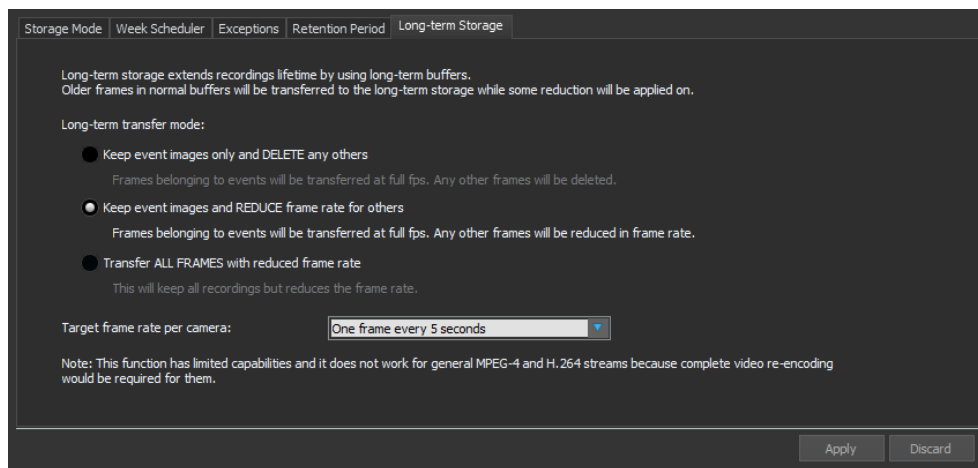 Storage Mode Week Scheduler Exceptions Retention Period Long-term Storage
Long-term storage extends recordings lifetime by using long-term buffers.
Older frames in normal buffers will be transferred to the long-term storage while some reduction will be applied on.
Long-term transfer mode:
Keep event images only and DELETE any others
Frames belonging to events will be transferred at full fps. Any other frames will be deleted.
Keep event images and REDUCE frame rate for others
Frames belonging to events will be transferred at full fps. Any other frames will be reduced in frame rate.
Transfer ALL FRAMES with reduced frame rate
This will keep all recordings but reduces the frame rate.
Target frame rate per camera: One frame every 5 seconds
Note: This function has limited capabilities and it does not work for general MPEG-4 and H.264 streams because complete video re-encoding
would be required for them.
Apply Discard